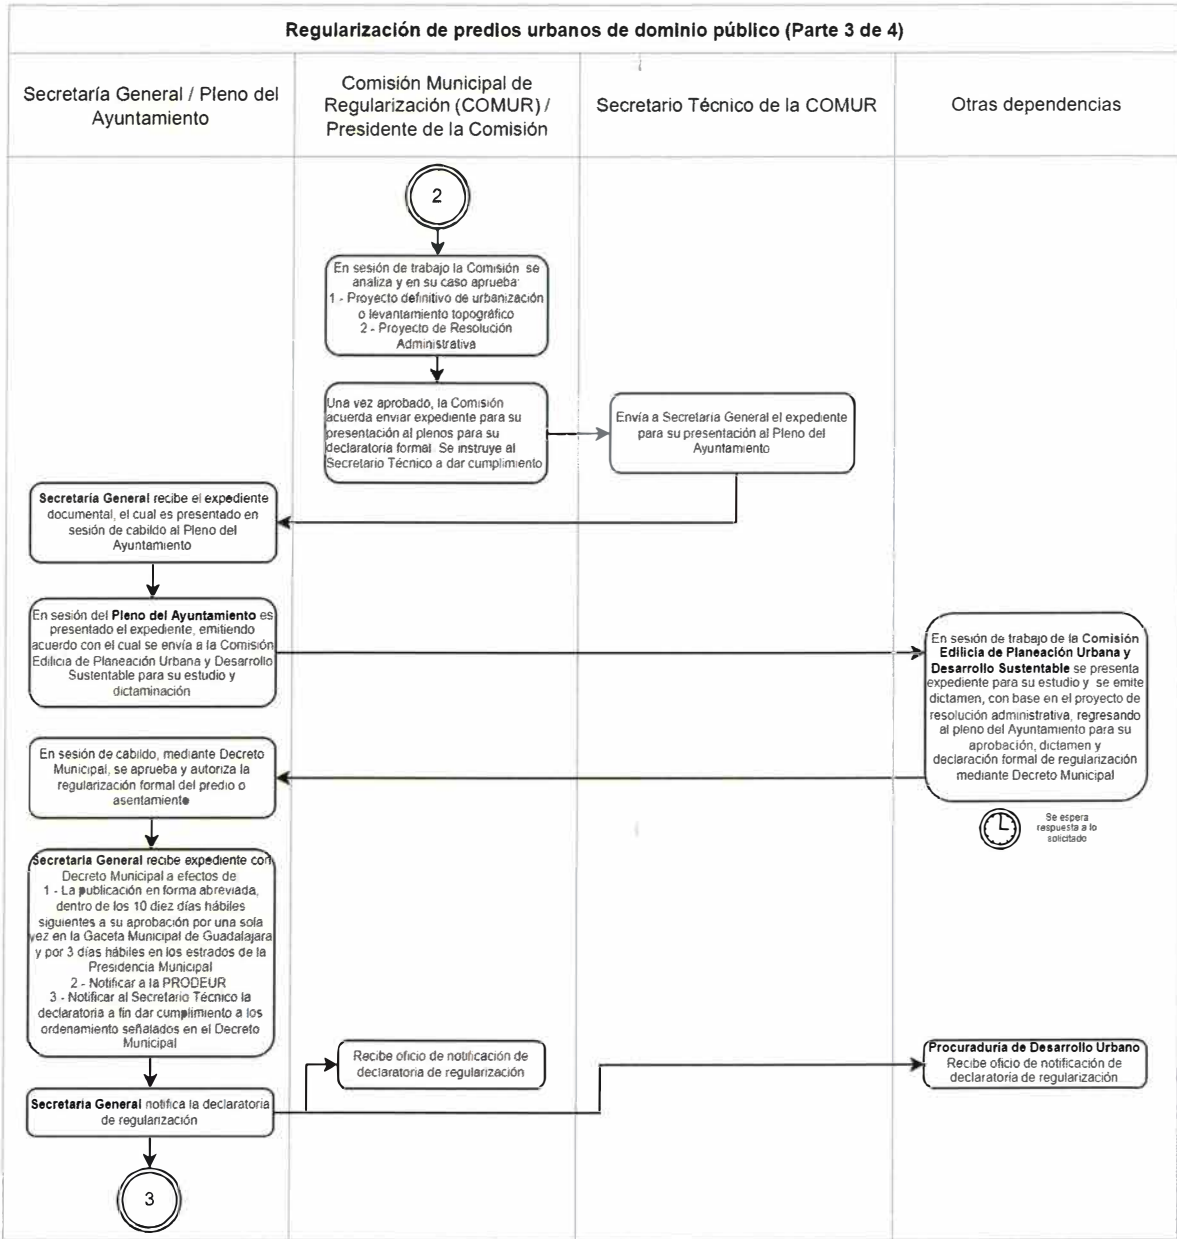 Regularización de predios urbanos de dominio público (Parte 3 de 4)
Secretaría General / Pleno del
Ayuntamiento
Comisión Municipal de
Regularización (COMUR) /
Presidente de la Comisión
Secretario Técnico de la COMUR
Otras dependencias
2
En sesión de trabajo la Comisión se
analiza y en su caso aprueba:
1 - Proyecto definitivo de urbanización
o levantamiento topográfico
2 - Proyecto de Resolución
Administrativa
Una vez aprobado, la Comisión
acuerda enviar expediente para su
presentación al plenos para su
declaratoria formal. Se instruye al
Secretario Técnico a dar cumplimiento
Envía a Secretaria General el expediente
para su presentación al Pleno del
Ayuntamiento
Secretaría General recibe el expediente
documental, el cual es presentado en
sesión de cabildo al Pleno del
Ayuntamiento
En sesión del Pleno del Ayuntamiento es
presentado el expediente, emitiendo
acuerdo con el cual se envía a la Comisión
Edilicia de Planeación Urbana y Desarrollo
Sustentable para su estudio y
dictaminación
En sesión de trabajo de la Comisión
Edilicia de Planeación Urbana y
Desarrollo Sustentable se presenta
expediente para su estudio y se emite
dictamen, con base en el proyecto de
resolución administrativa, regresando
al pleno del Ayuntamiento para su
aprobación, dictamen y
declaración formal de regularización
mediante Decreto Municipal
Se espera
respuesta a lo
solicitado
En sesión de cabildo, mediante Decreto
Municipal, se aprueba y autoriza la
regularización formal del predio o
asentamiento
Secretaría General recibe expediente con
Decreto Municipal a efectos de
1 - La publicación en forma abreviada,
dentro de los 10 diez días hábiles
siguientes a su aprobación por una sola
vez en la Gaceta Municipal de Guadalajara
y por 3 días hábiles en los estrados de la
Presidencia Municipal
2 - Notificar a la PRODEUR
3 - Notificar al Secretario Técnico la
declaratoria a fin dar cumplimiento a los
ordenamiento señalados en el Decreto
Municipal
Recibe oficio de notificación de
declaratoria de regularización
Procuraduría de Desarrollo Urbano
Recibe oficio de notificación de
declaratoria de regularización
Secretaria General notifica la declaratoria
de regularización
3